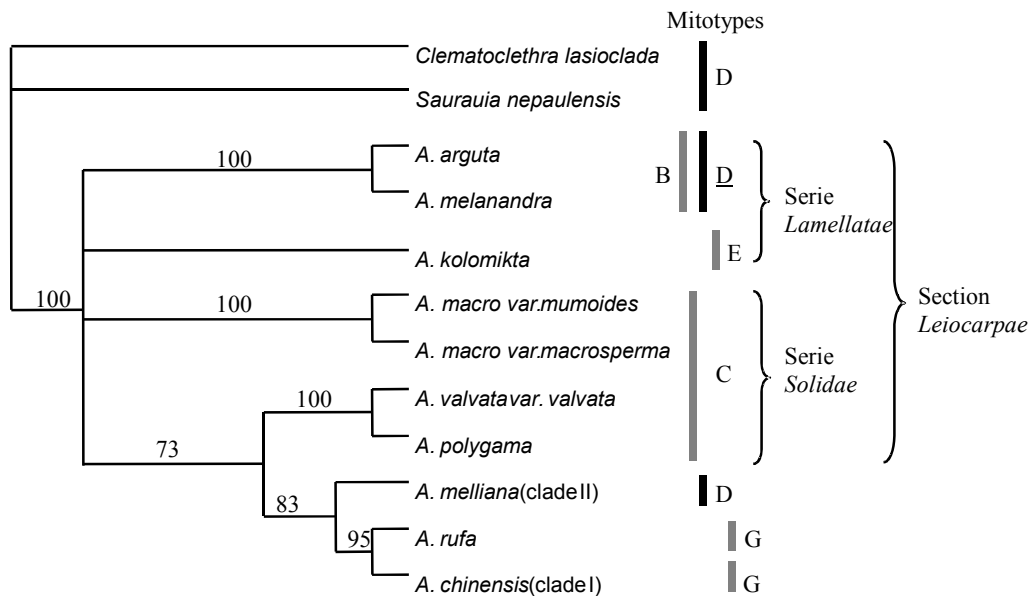 Mitotypes
Clematoclethra lasioclada
D
Saurauia nepaulensis
100
A. arguta
B
D
A. melanandra
Serie
Lamellatae
A. kolomikta
E
100
100
A. macro var.mumoides
Section
Leiocarpae
A. macro var.macrosperma
C
Serie
Solidae
100
A. valvatavar. valvata
A. polygama
73
A. melliana(cladeII)
D
83
A. rufa
G
95
A. chinensis(cladeI)
G